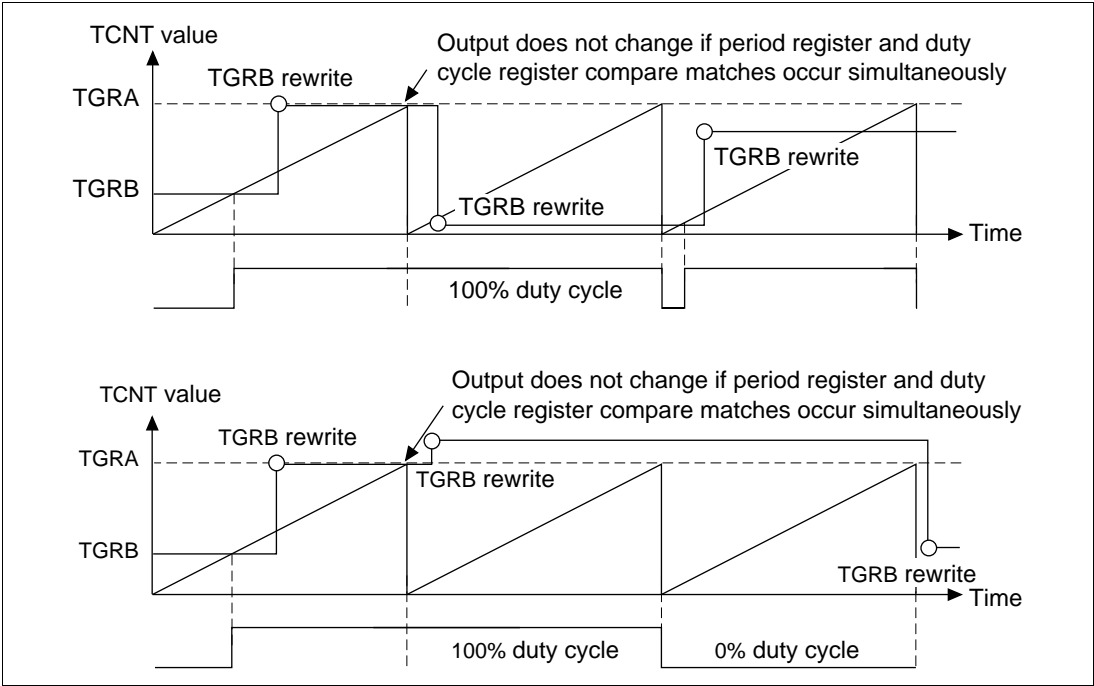 TCNT value
Output does not change if period register and duty
cycle register compare matches occur simultaneously
TGRB rewrite
TGRA
TGRB rewrite
TGRB
TGRB rewrite
Time
100% duty cycle
TCNT value
Output does not change if period register and duty
cycle register compare matches occur simultaneously
TGRB rewrite
TGRA
TGRB rewrite
TGRB
TGRB rewrite
Time
100% duty cycle
0% duty cycle